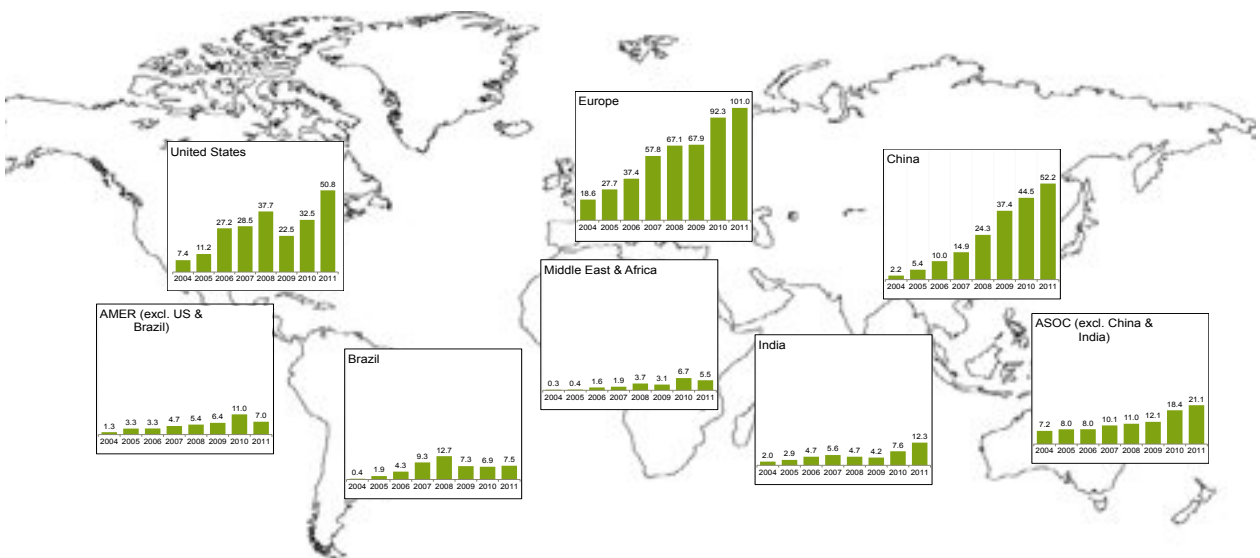 Europe
18.6 27.7 37.4 57.8 67.1 67.9 92.3 101.0
2004 2005 2006 2007 2008 2009 2010 2011
United States
7.4 11.2 27.2 28.5 37.7 22.5 32.5 50.8
2004 2005 2006 2007 2008 2009 2010 2011
China
2.2 5.4 10.0 14.9 24.3 37.4 44.5 52.2
2004 2005 2006 2007 2008 2009 2010 2011
Middle East & Africa
0.3 0.4 1.6 1.9 3.7 3.1 6.7 5.5
2004 2005 2006 2007 2008 2009 2010 2011
AMER (excl. US &
Brazil)
1.3 3.3 3.3 4.7 5.4 6.4 11.0 7.0
2004 2005 2006 2007 2008 2009 2010 2011
ASOC (excl. China &
India)
7.2 8.0 8.0 10.1 11.0 12.1 18.4 21.1
2004 2005 2006 2007 2008 2009 2010 2011
India
2.0 2.9 4.7 5.6 4.7 4.2 7.6 12.3
2004 2005 2006 2007 2008 2009 2010 2011
Brazil
0.4 1.9 4.3 9.3 12.7 7.3 6.9 7.5
2004 2005 2006 2007 2008 2009 2010 2011